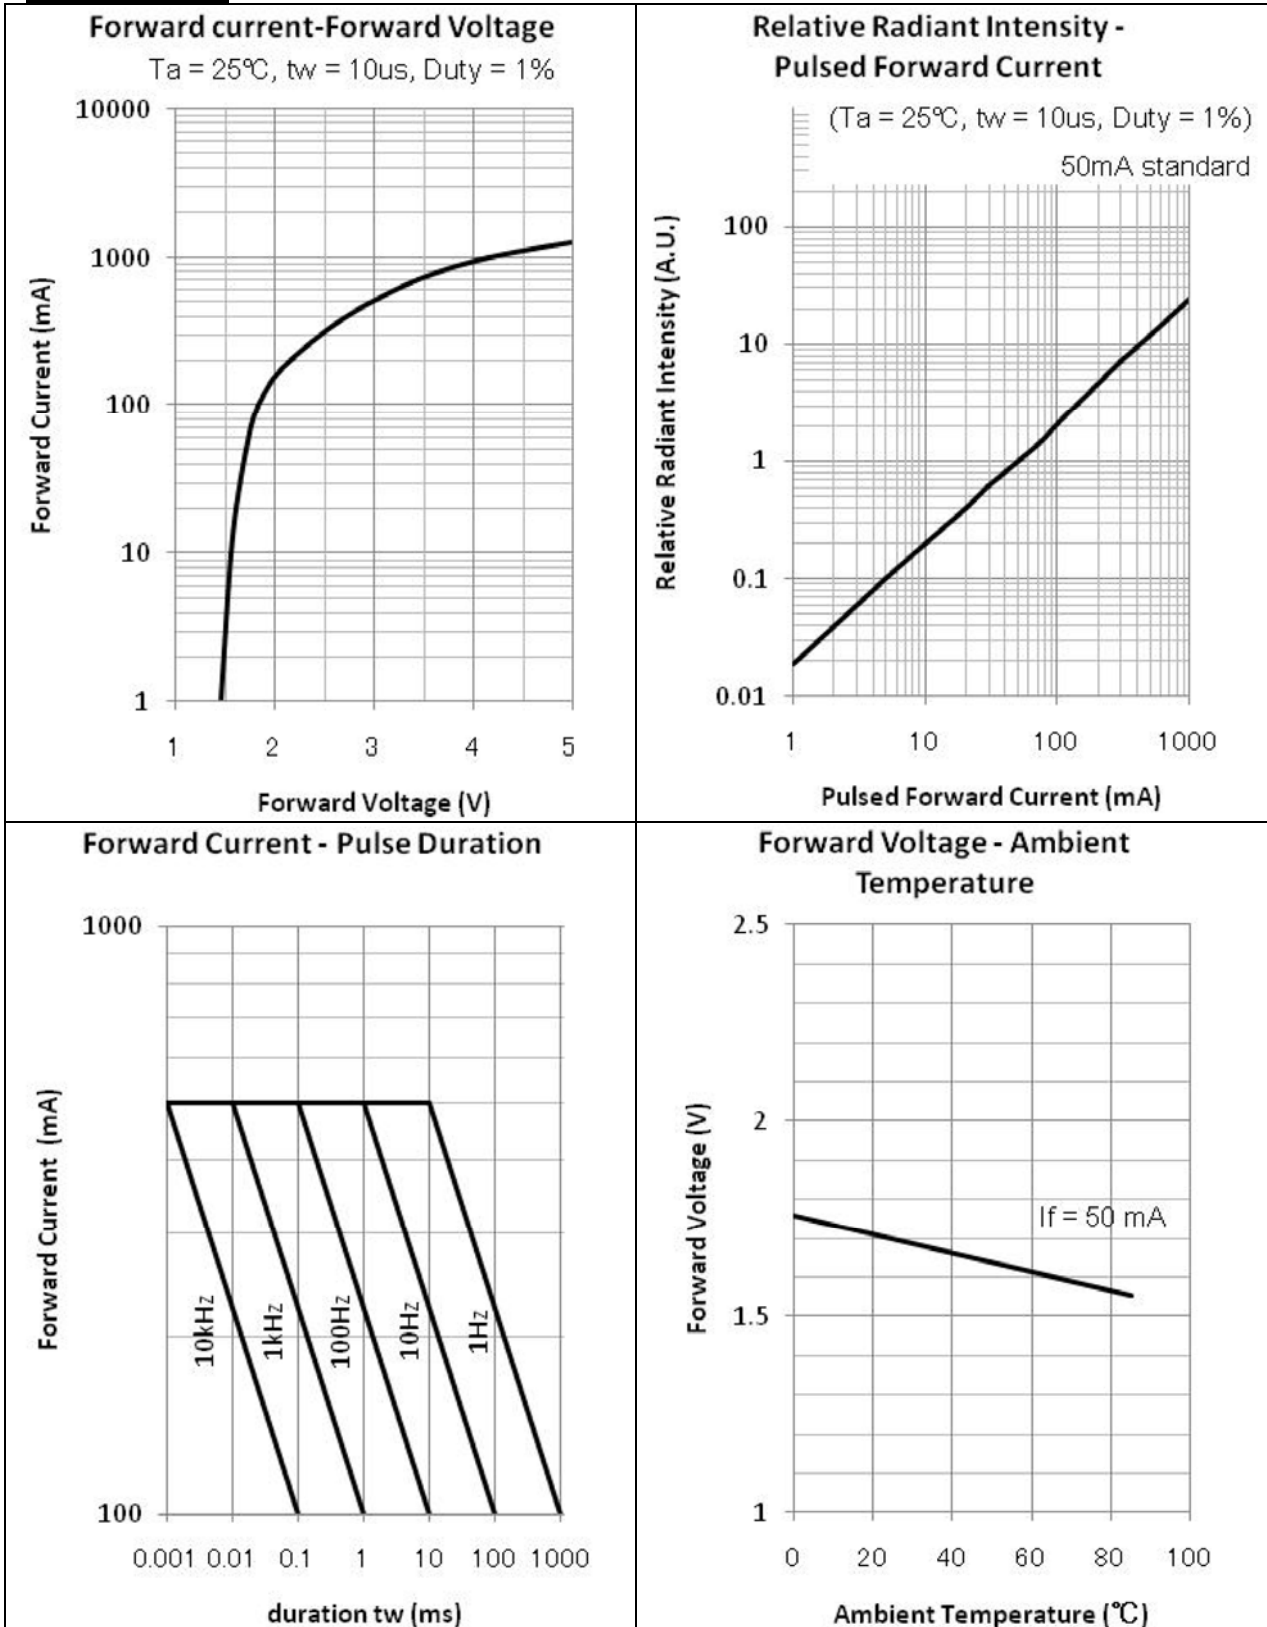 Forward current-Forward Voltage
Ta = 25℃, tw = 10us, Duty = 1%
10000
1000
100
10
1
1 2 3 4 5
Forward Current (mA)
Forward Voltage (V)
Relative Radiant Intensity -
Pulsed Forward Current
(Ta = 25℃, tw = 10us, Duty = 1%)
50mA standard
100
10
1
0.1
0.01
1 10 100 1000
Relative Radiant Intensity (A.U.)
Pulsed Forward Current (mA)
Forward Current - Pulse Duration
1000
100
10kHz
1kHz
100Hz
10Hz
1Hz
0.001 0.01 0.1 1 10 100 1000
Forward Current (mA)
duration tw (ms)
Forward Voltage - Ambient
Temperature
2.5
2
1.5
1
If = 50 mA
0 20 40 60 80 100
Forward Voltage (V)
Ambient Temperature (℃)